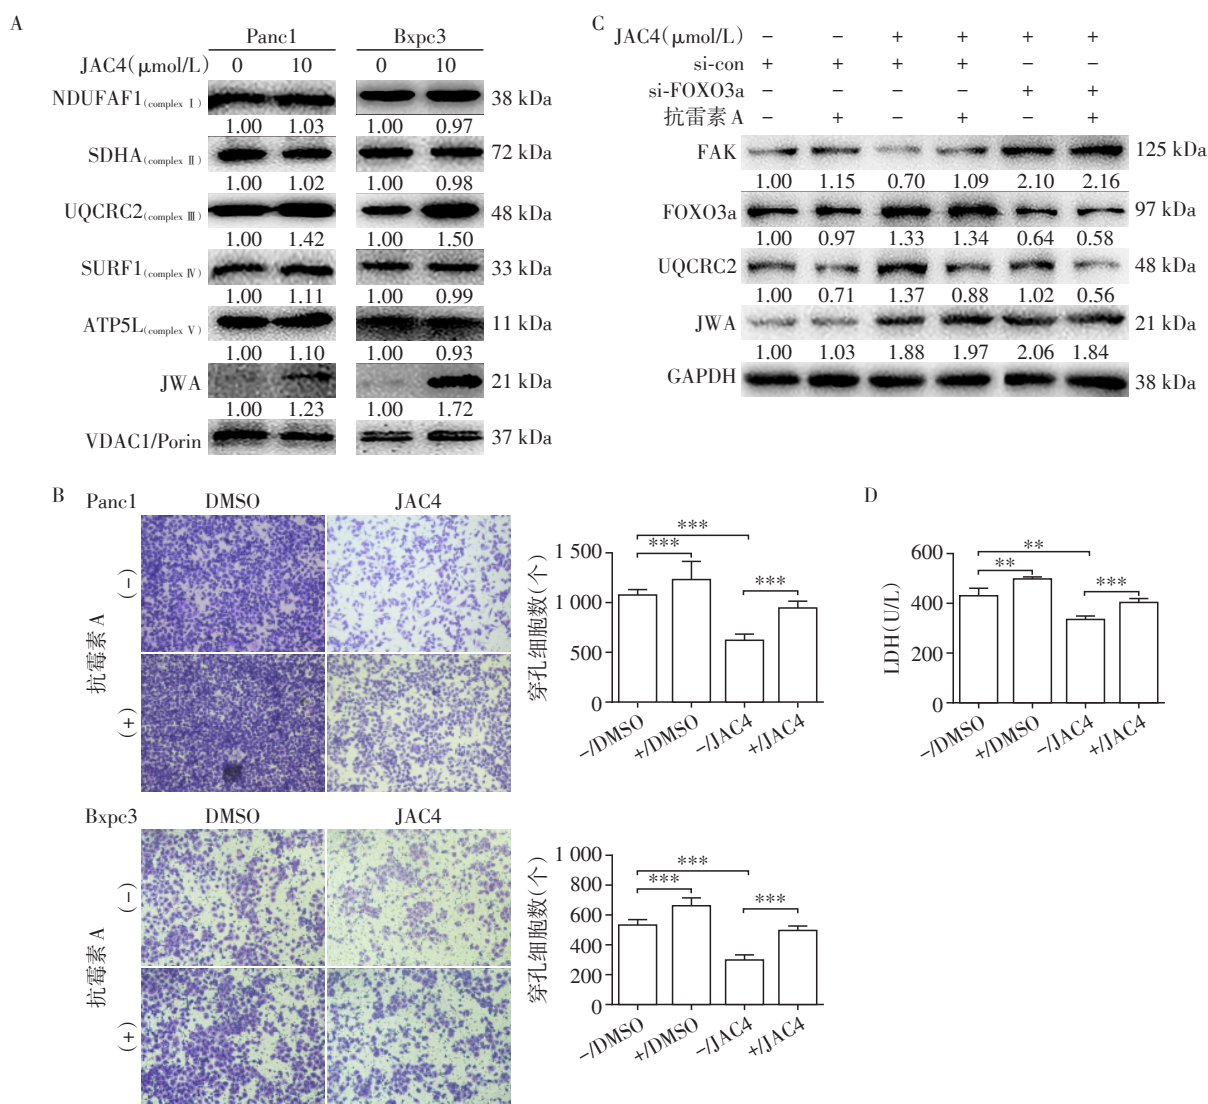 A
Panc1 Bxpc3
JAC4(μmol/L) 0 10 0 10
NDUFAF1(complex Ⅰ) 38 kDa
1.00 1.03 1.00 0.97
SDHA(complex Ⅱ) 72 kDa
1.00 1.02 1.00 0.98
UQCRC2(complex Ⅲ) 48 kDa
1.00 1.42 1.00 1.50
SURF1(complex Ⅳ) 33 kDa
1.00 1.11 1.00 0.99
ATP5L(complex Ⅴ) 11 kDa
1.00 1.10 1.00 0.93
JWA 21 kDa
1.00 1.23 1.00 1.72
VDAC1/Porin 37 kDa
C
JAC4(μmol/L) − − + + + +
si-con + + + + − −
si-FOXO3a − − − − + +
抗雷素 A − + − + − +
FAK 125 kDa
1.00 1.15 0.70 1.09 2.10 2.16
FOXO3a 97 kDa
1.00 0.97 1.33 1.34 0.64 0.58
UQCRC2 48 kDa
1.00 0.71 1.37 0.88 1.02 0.56
JWA 21 kDa
1.00 1.03 1.88 1.97 2.06 1.84
GAPDH 38 kDa
B
Panc1 DMSO JAC4
抗霉素 A
(−)
(+)
穿孔细胞数(个)
1 500
1 000
500
0
***
***
***
−/DMSO +/DMSO −/JAC4 +/JAC4
Bxpc3 DMSO JAC4
抗霉素 A
(−)
(+)
穿孔细胞数(个)
1 000
800
600
400
200
0
***
***
***
−/DMSO +/DMSO −/JAC4 +/JAC4
D
LDH(U/L)
600
400
200
0
**
**
***
−/DMSO +/DMSO −/JAC4 +/JAC4